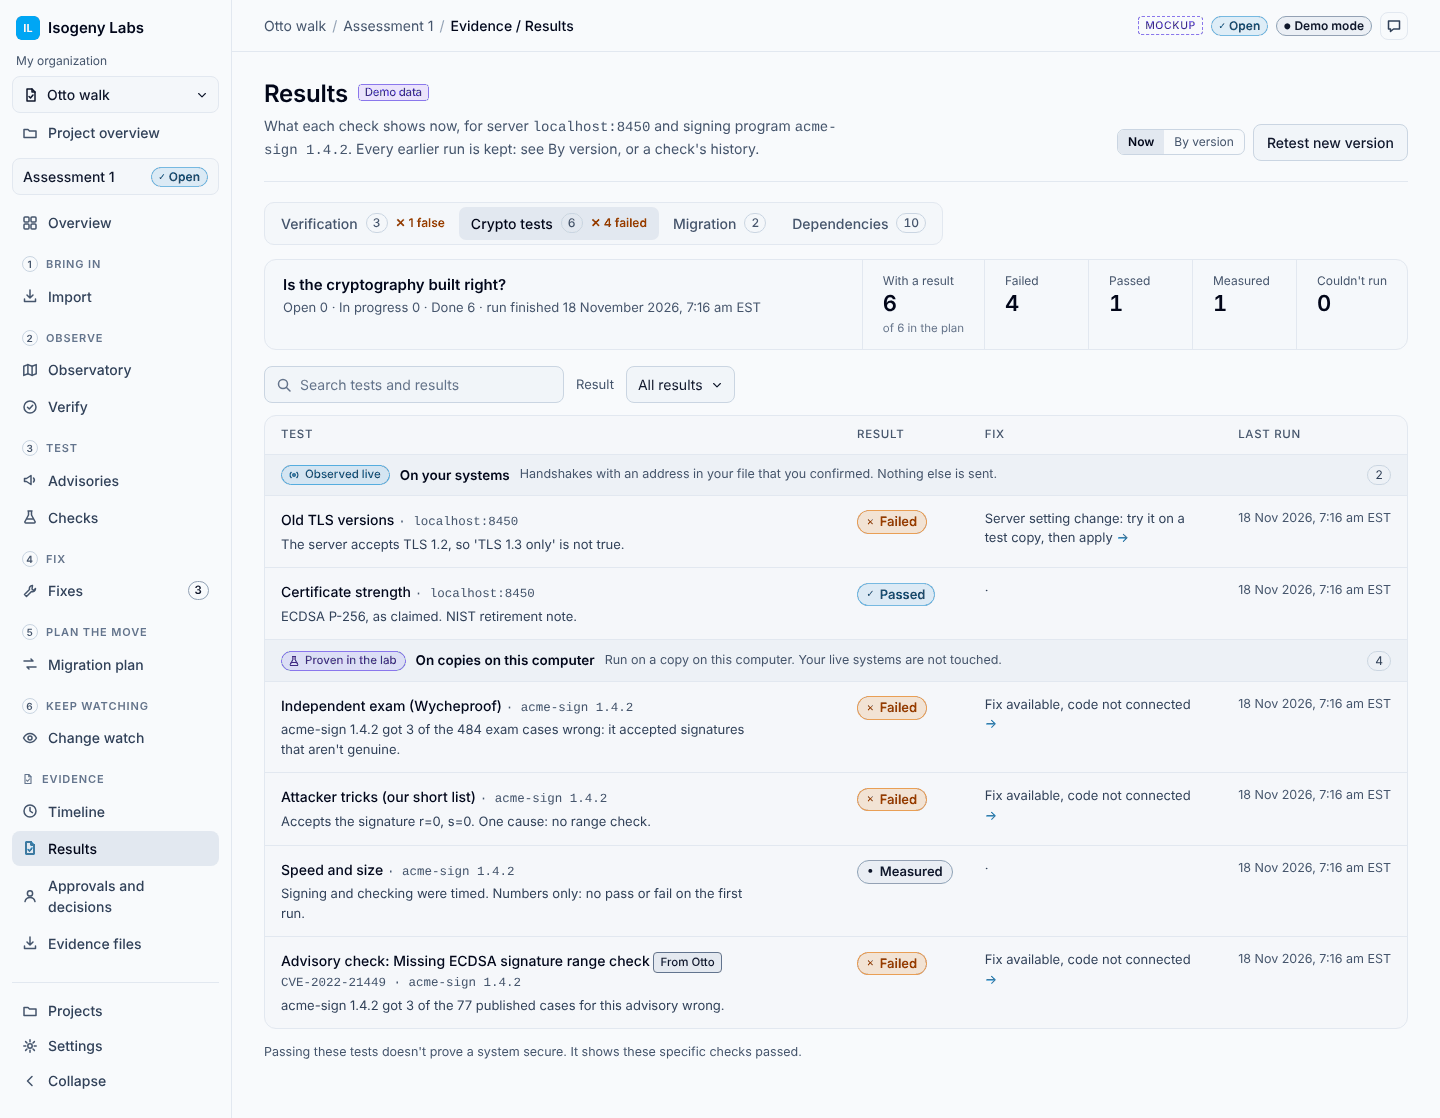 IL Isogeny Labs
My organization
Otto walk
Project overview
Assessment 1 ✓ Open
Overview
1 BRING IN
Import
2 OBSERVE
Observatory
Verify
3 TEST
Advisories
Checks
4 FIX
Fixes 3
5 PLAN THE MOVE
Migration plan
6 KEEP WATCHING
Change watch
EVIDENCE
Timeline
Results
Approvals and
decisions
Evidence files
Projects
Settings
Collapse
Otto walk / Assessment 1 / Evidence / Results
MOCKUP ✓ Open ● Demo mode
Results Demo data
What each check shows now, for server localhost:8450 and signing program acme-
sign 1.4.2. Every earlier run is kept: see By version, or a check's history.
Now By version Retest new version
Verification 3 ✕ 1 false Crypto tests 6 ✕ 4 failed Migration 2 Dependencies 10
Is the cryptography built right?
Open 0 · In progress 0 · Done 6 · run finished 18 November 2026, 7:16 am EST
With a result
6
of 6 in the plan
Failed
4
Passed
1
Measured
1
Couldn't run
0
Search tests and results Result All results
TEST RESULT FIX LAST RUN
Observed live On your systems Handshakes with an address in your file that you confirmed. Nothing else is sent. 2
Old TLS versions · localhost:8450
The server accepts TLS 1.2, so 'TLS 1.3 only' is not true.
× Failed
Server setting change: try it on a
test copy, then apply →
18 Nov 2026, 7:16 am EST
Certificate strength · localhost:8450
ECDSA P-256, as claimed. NIST retirement note.
✓ Passed
·
18 Nov 2026, 7:16 am EST
Proven in the lab On copies on this computer Run on a copy on this computer. Your live systems are not touched. 4
Independent exam (Wycheproof) · acme-sign 1.4.2
acme-sign 1.4.2 got 3 of the 484 exam cases wrong: it accepted signatures
that aren't genuine.
× Failed
Fix available, code not connected
→
18 Nov 2026, 7:16 am EST
Attacker tricks (our short list) · acme-sign 1.4.2
Accepts the signature r=0, s=0. One cause: no range check.
× Failed
Fix available, code not connected
→
18 Nov 2026, 7:16 am EST
Speed and size · acme-sign 1.4.2
Signing and checking were timed. Numbers only: no pass or fail on the first
run.
• Measured
·
18 Nov 2026, 7:16 am EST
Advisory check: Missing ECDSA signature range check From Otto
CVE-2022-21449 · acme-sign 1.4.2
acme-sign 1.4.2 got 3 of the 77 published cases for this advisory wrong.
× Failed
Fix available, code not connected
→
18 Nov 2026, 7:16 am EST
Passing these tests doesn't prove a system secure. It shows these specific checks passed.